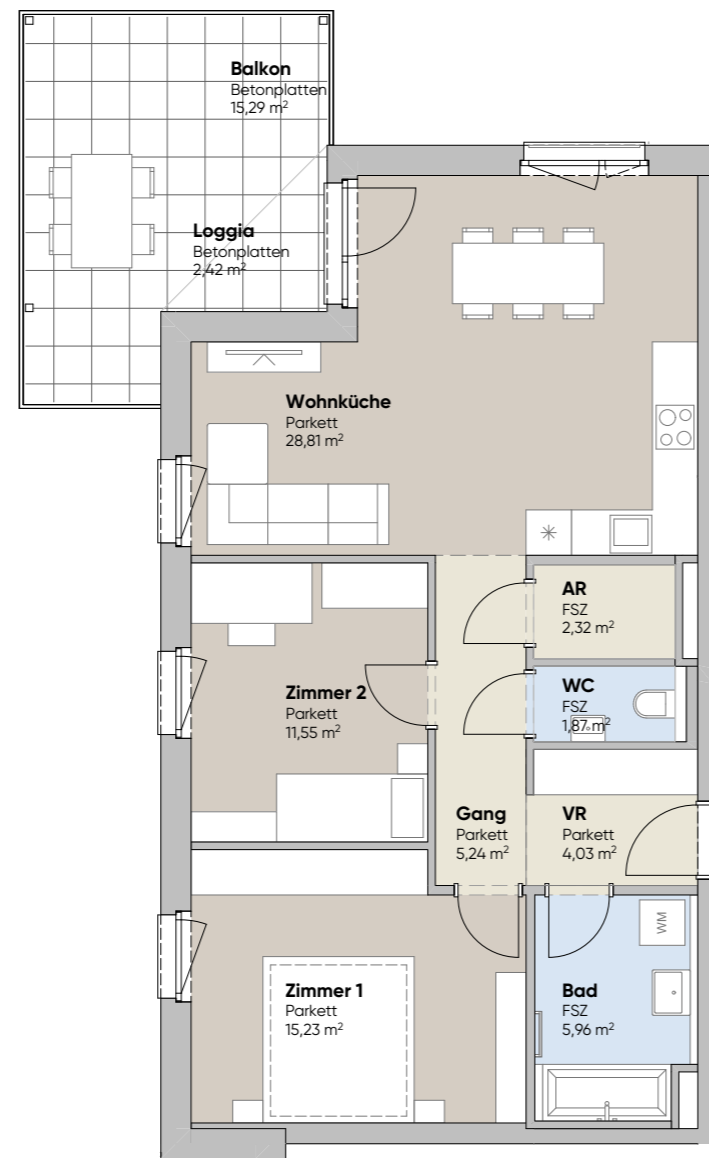 Balkon
Betonplatten
15,29 m²
Loggia
Betonplatten
2,42 m²
Wohnküche
Parkett
28,81 m²
AR
FSZ
2,32 m²
WC
FSZ
1,87 m²
Zimmer 2
Parkett
11,55 m²
Gang
Parkett
5,24 m²
VR
Parkett
4,03 m²
WM
Zimmer 1
Parkett
15,23 m²
Bad
FSZ
5,96 m²